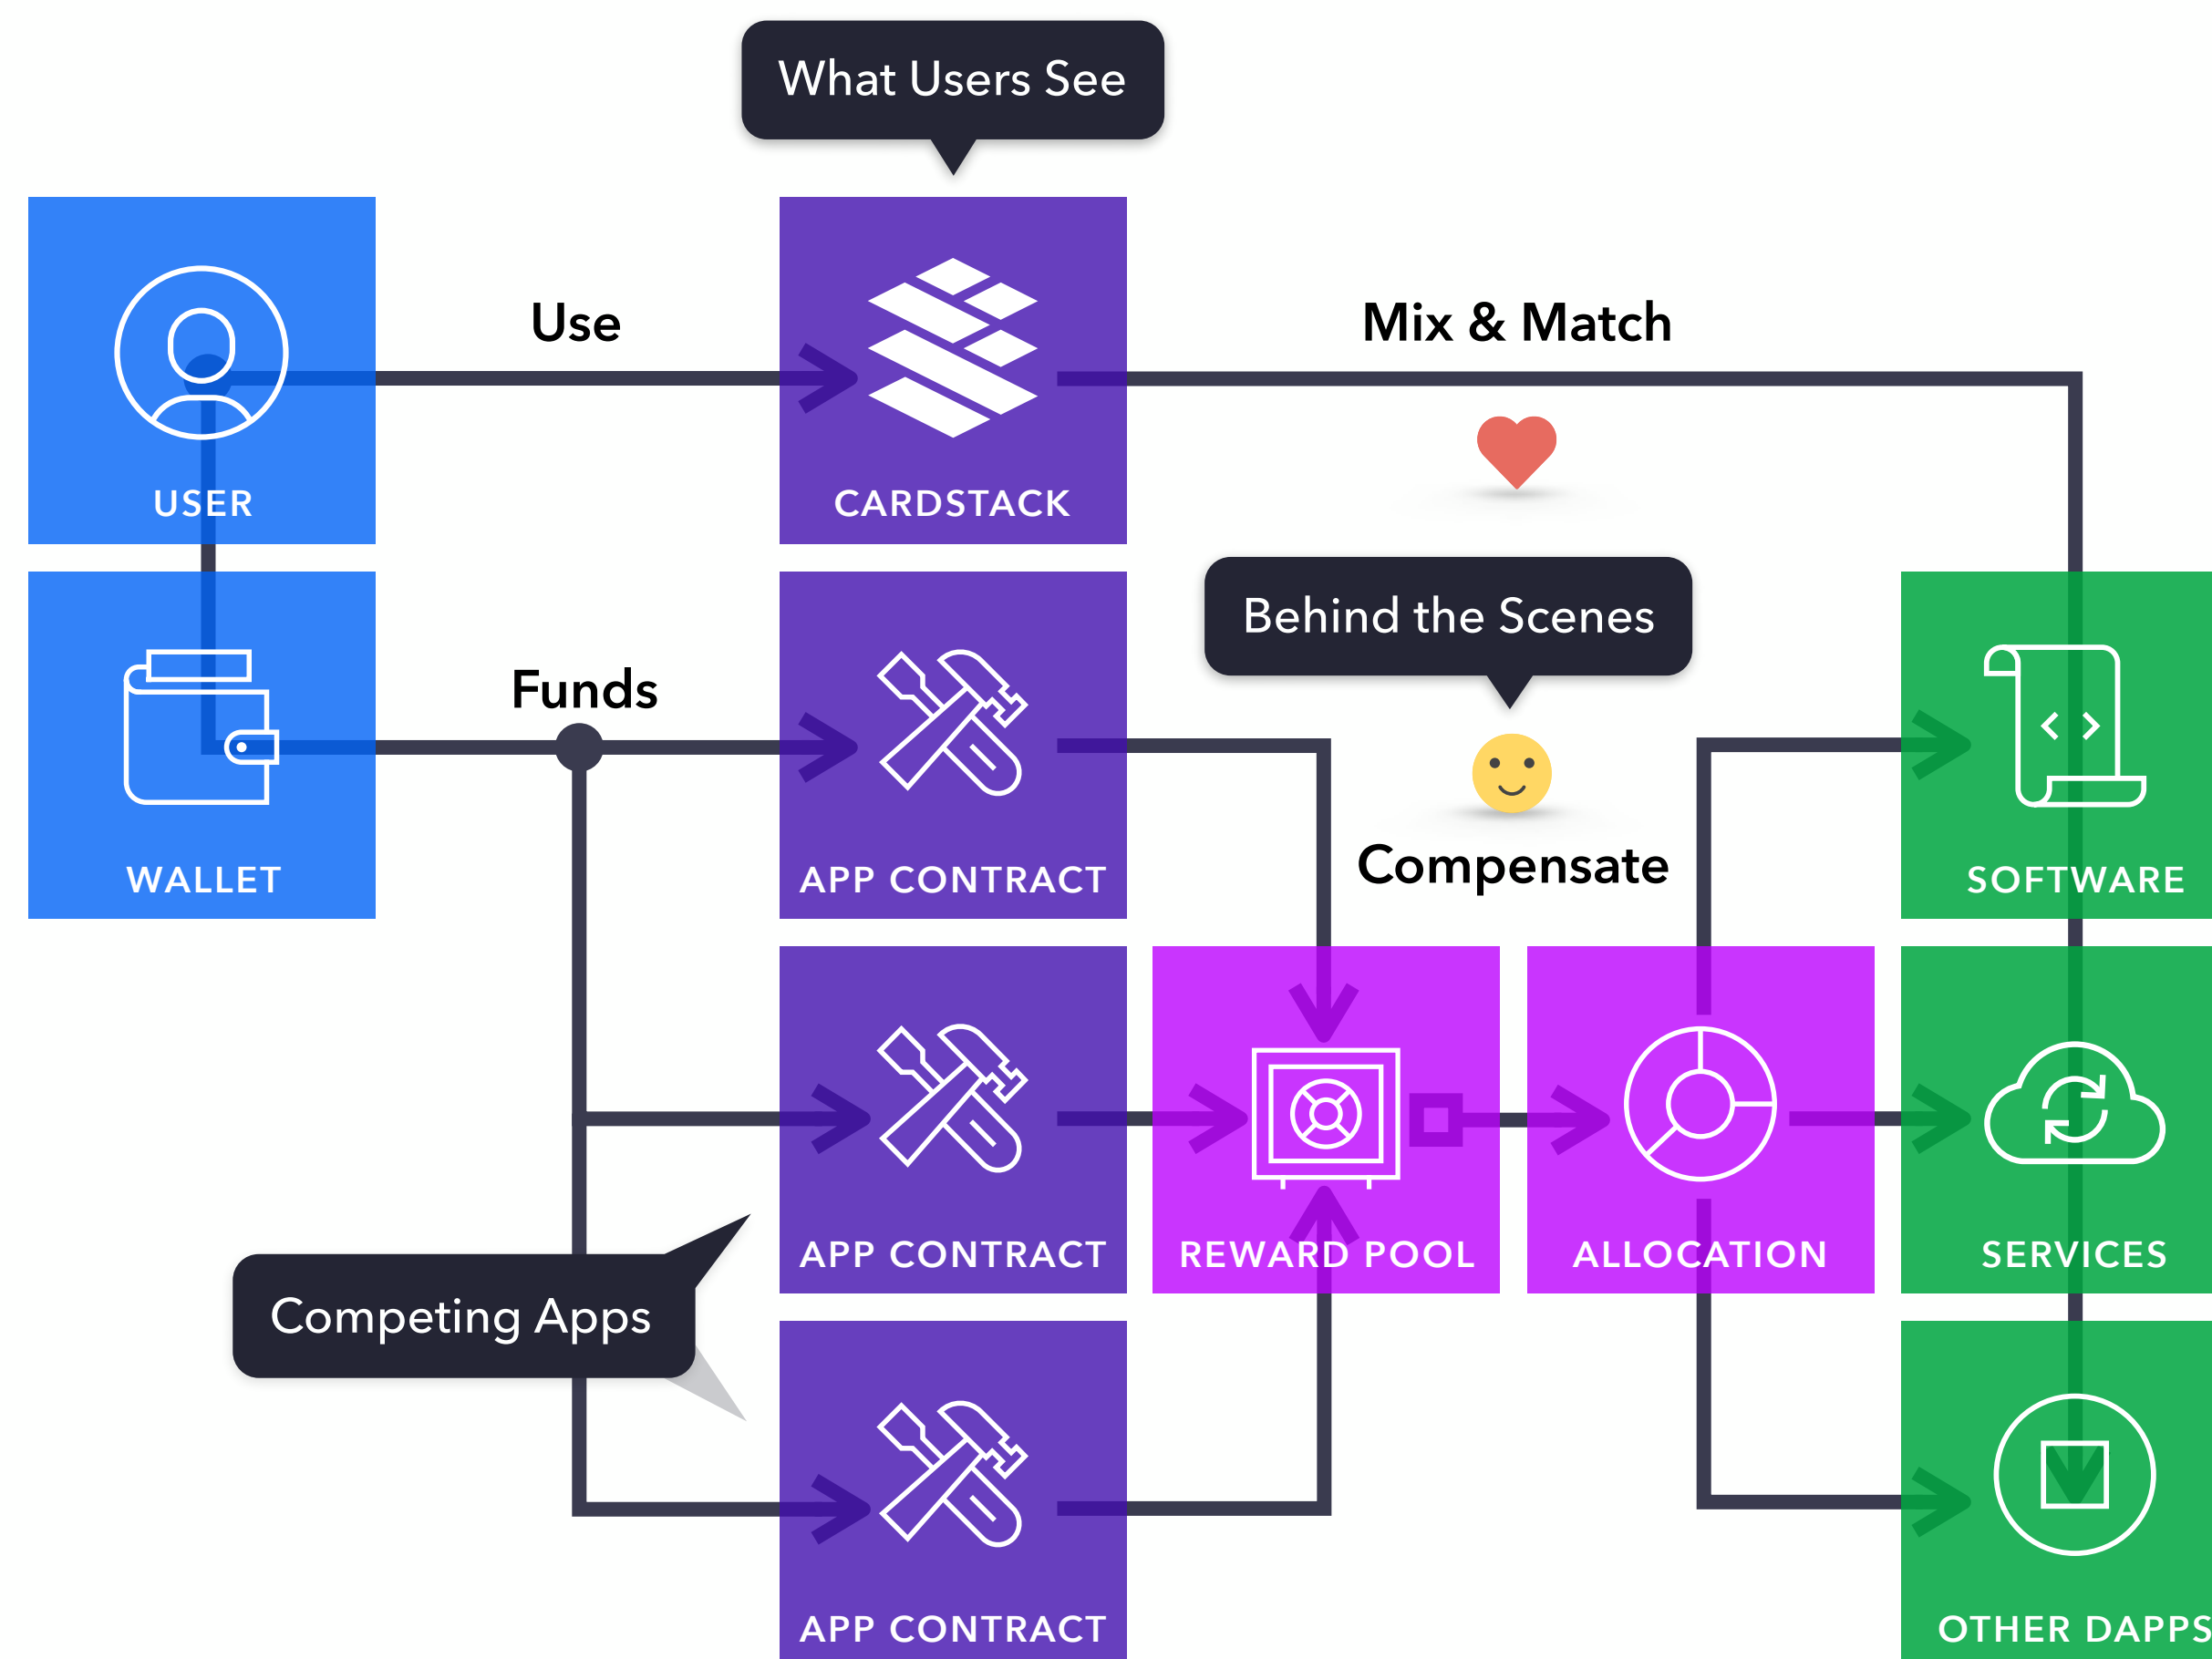 What Users See
Use
Mix & Match
USER
CARDSTACK
Behind the Scenes
Funds
Compensate
WALLET
APP CONTRACT
SOFTWARE
APP CONTRACT
REWARD POOL
ALLOCATION
SERVICES
Competing Apps
APP CONTRACT
OTHER DAPPS